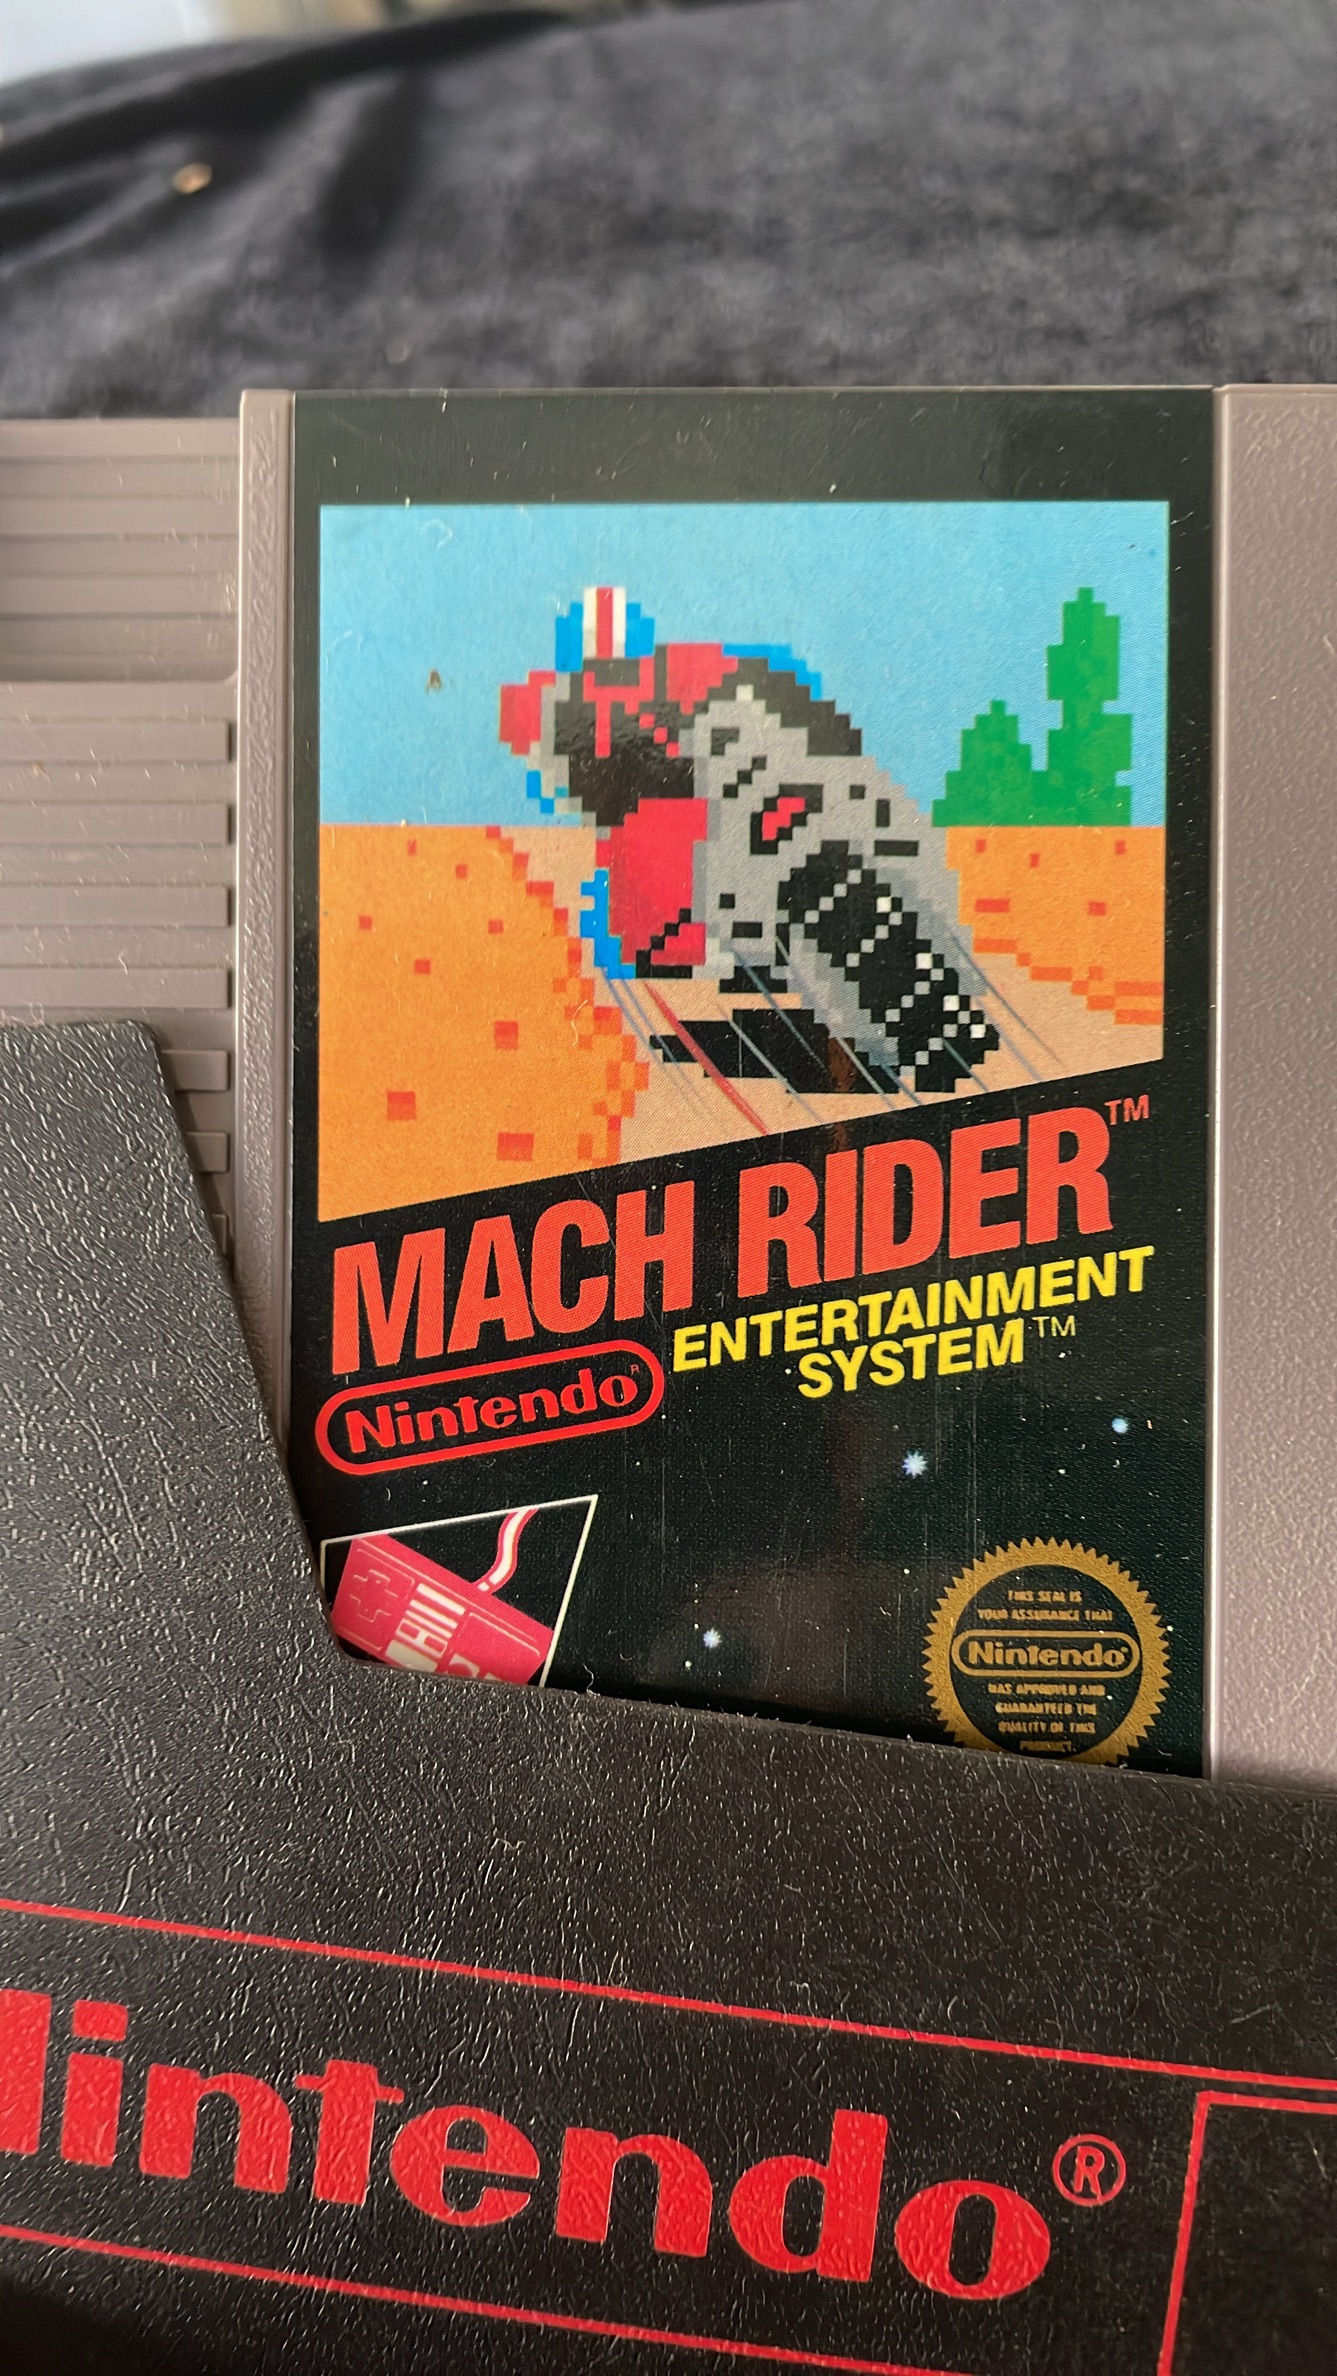 MACH RIDER™
Nintendo®
ENTERTAINMENT
SYSTEM™
THIS SEAL IS
YOUR ASSURANCE THAT
Nintendo®
HAS APPROVED AND
GUARANTEED THE
QUALITY OF THIS
PRODUCT.
Nintendo®